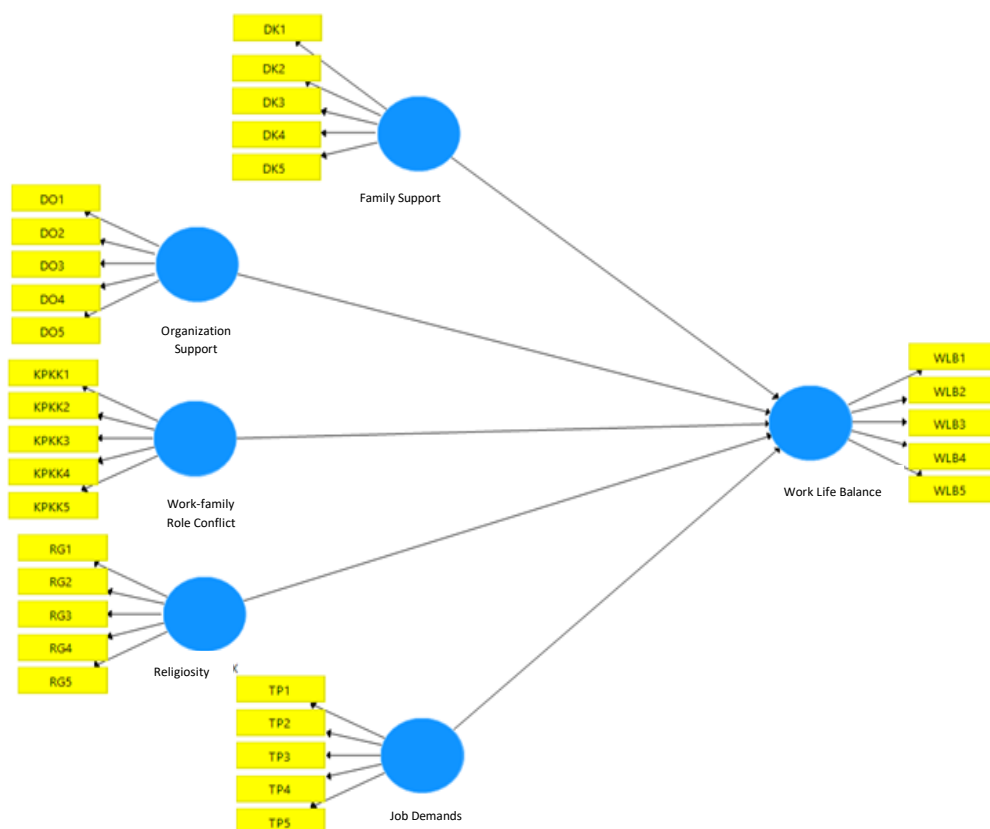 DK1
DK2
DK3
DK4
DK5
Family Support
DO1
DO2
DO3
DO4
DO5
Organization
Support
KPKK1
KPKK2
KPKK3
KPKK4
KPKK5
Work-family
Role Conflict
WLB1
WLB2
WLB3
WLB4
WLB5
Work Life Balance
RG1
RG2
RG3
RG4
RG5
Religiosity
TP1
TP2
TP3
TP4
TP5
Job Demands